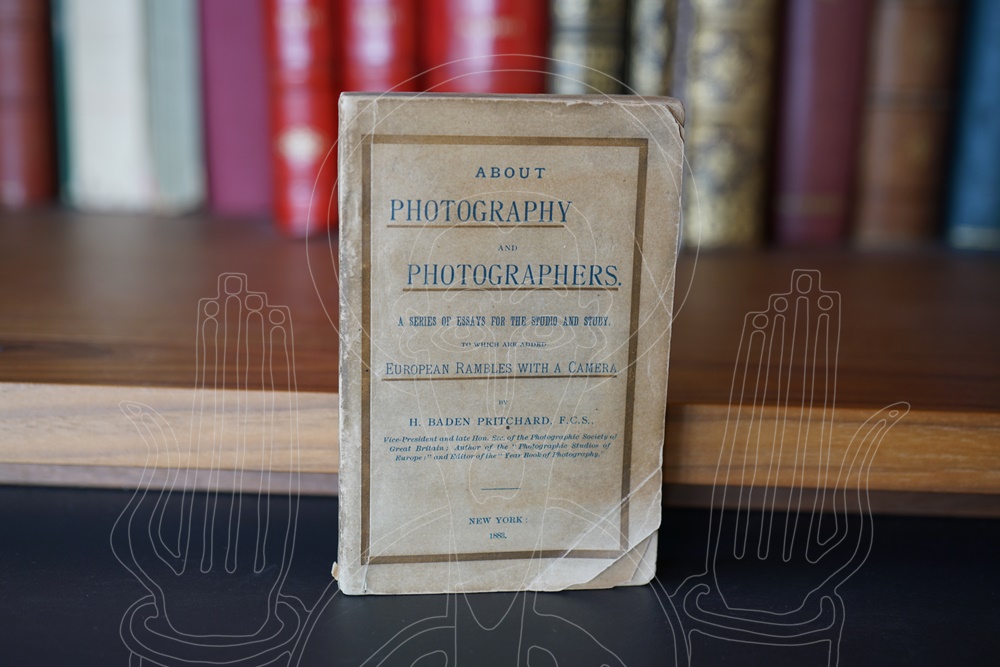 ABOUT
PHOTOGRAPHY
AND
PHOTOGRAPHERS.
A SERIES OF ESSAYS FOR THE STUDIO AND STUDY.
TO WHICH ARE ADDED
EUROPEAN RAMBLES WITH A CAMERA
BY
H. BADEN PRITCHARD, F.C.S.,
Vice-President and late Hon. Sec. of the Photographic Society of
Great Britain; Author of the "Photographic Studios of
Europe;" and Editor of the "Year Book of Photography."
NEW YORK:
1883.